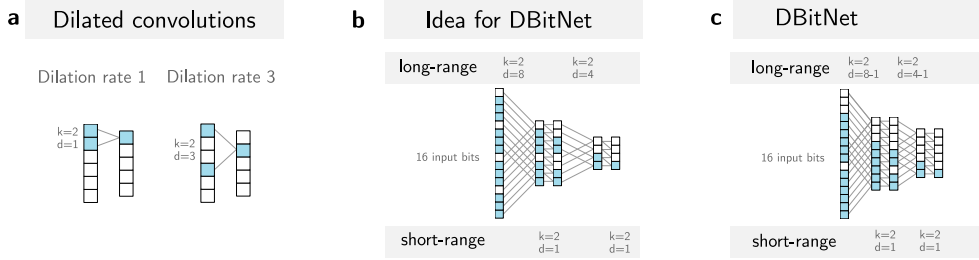 a Dilated convolutions
Dilation rate 1
Dilation rate 3
k=2
d=1
k=2
d=3
b Idea for DBitNet
long-range
k=2
d=8
k=2
d=4
16 input bits
short-range
k=2
d=1
k=2
d=1
c DBitNet
long-range
k=2
d=8-1
k=2
d=4-1
16 input bits
short-range
k=2
d=1
k=2
d=1